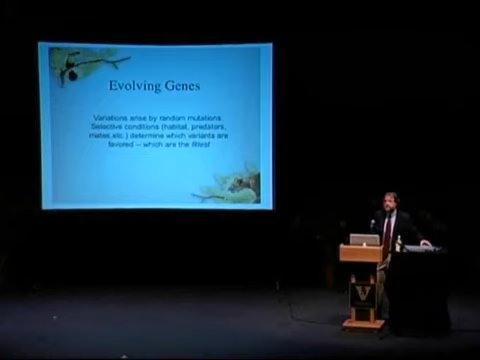 Evolving Genes
Variations arise by random mutations.
Selective conditions (habitat, predators,
mates, etc.) determine which variants are
favored -- which are the fittest